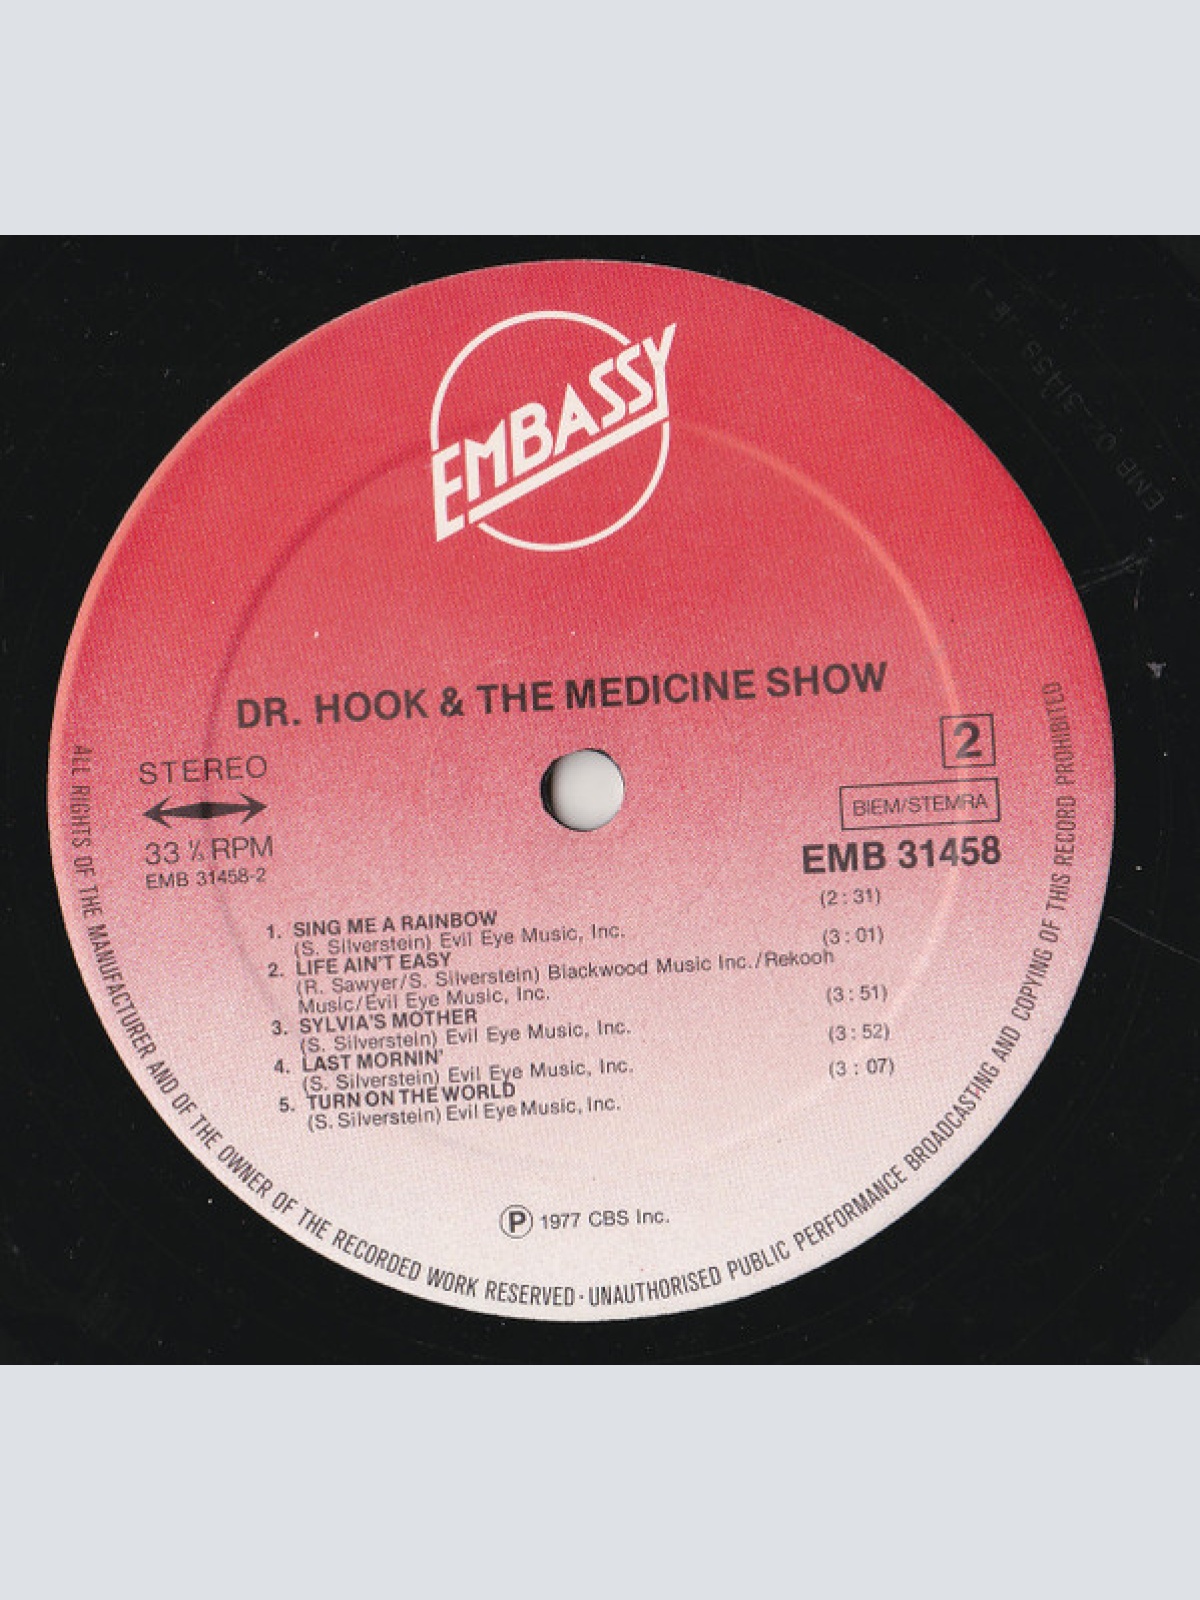 EMBASSY
DR. HOOK & THE MEDICINE SHOW
STEREO
2
BIEM/STEMRA
33 ⅓ RPM
EMB 31458
EMB 31458-2
1. SING ME A RAINBOW (2:31)
(S. Silverstein) Evil Eye Music, Inc.
2. LIFE AIN'T EASY (3:01)
(R. Sawyer/S. Silverstein) Blackwood Music Inc./Rekooh
Music/Evil Eye Music, Inc.
3. SYLVIA'S MOTHER (3:51)
(S. Silverstein) Evil Eye Music, Inc.
4. LAST MORNIN' (3:52)
(S. Silverstein) Evil Eye Music, Inc.
5. TURN ON THE WORLD (3:07)
(S. Silverstein) Evil Eye Music, Inc.
Ⓟ 1977 CBS Inc.
ALL RIGHTS OF THE MANUFACTURER AND OF THE OWNER OF THE RECORDED WORK RESERVED · UNAUTHORISED PUBLIC PERFORMANCE BROADCASTING AND COPYING OF THIS RECORD PROHIBITED